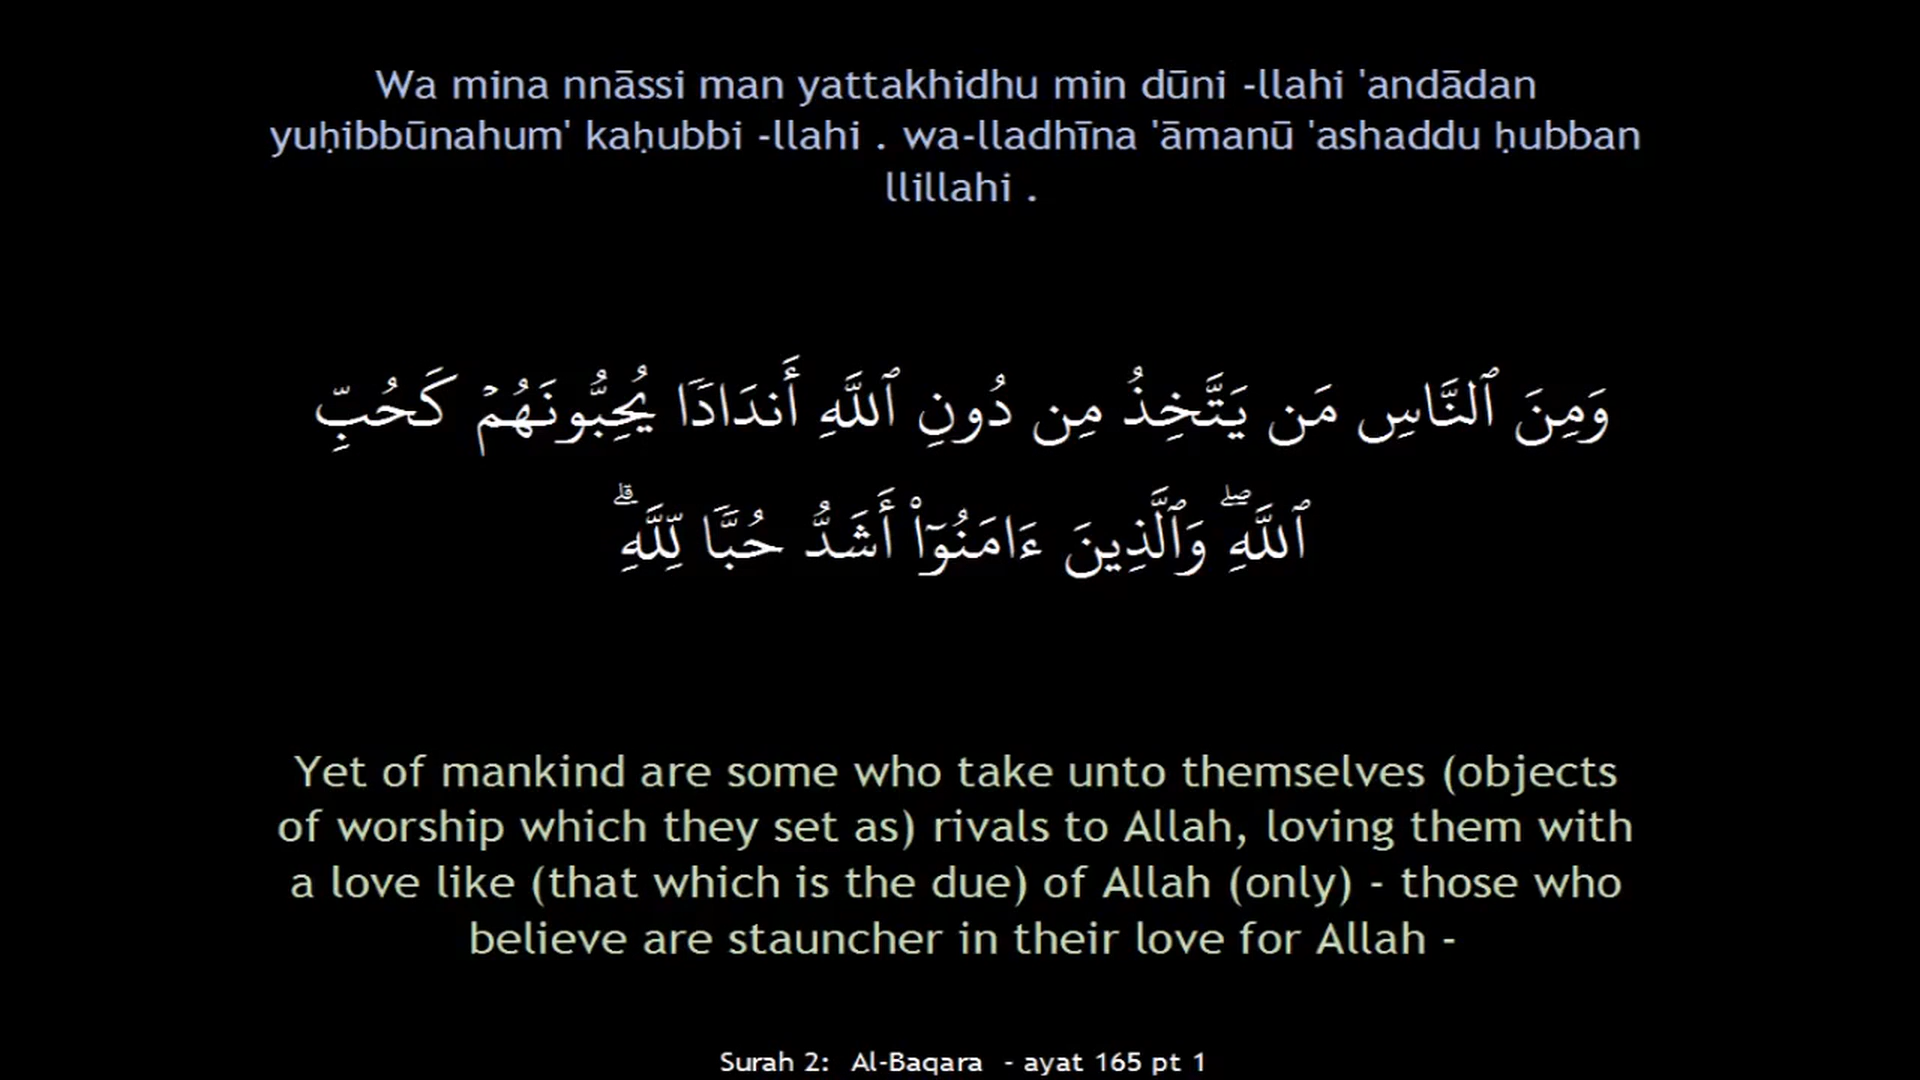 Wa mina nnāssi man yattakhidhu min dūni -llahi 'andādan
yuḥibbūnahum' kaḥubbi -llahi . wa-lladhīna 'āmanū 'ashaddu ḥubban
llillahi .
وَمِنَ ٱلنَّاسِ مَن يَتَّخِذُ مِن دُونِ ٱللَّهِ أَندَادًۭا يُحِبُّونَهُمْ كَحُبِّ
ٱللَّهِ ۖ وَٱلَّذِينَ ءَامَنُوٓا۟ أَشَدُّ حُبًّۭا لِّلَّهِ ۗ
Yet of mankind are some who take unto themselves (objects
of worship which they set as) rivals to Allah, loving them with
a love like (that which is the due) of Allah (only) - those who
believe are stauncher in their love for Allah -
Surah 2: Al-Baqara - ayat 165 pt 1